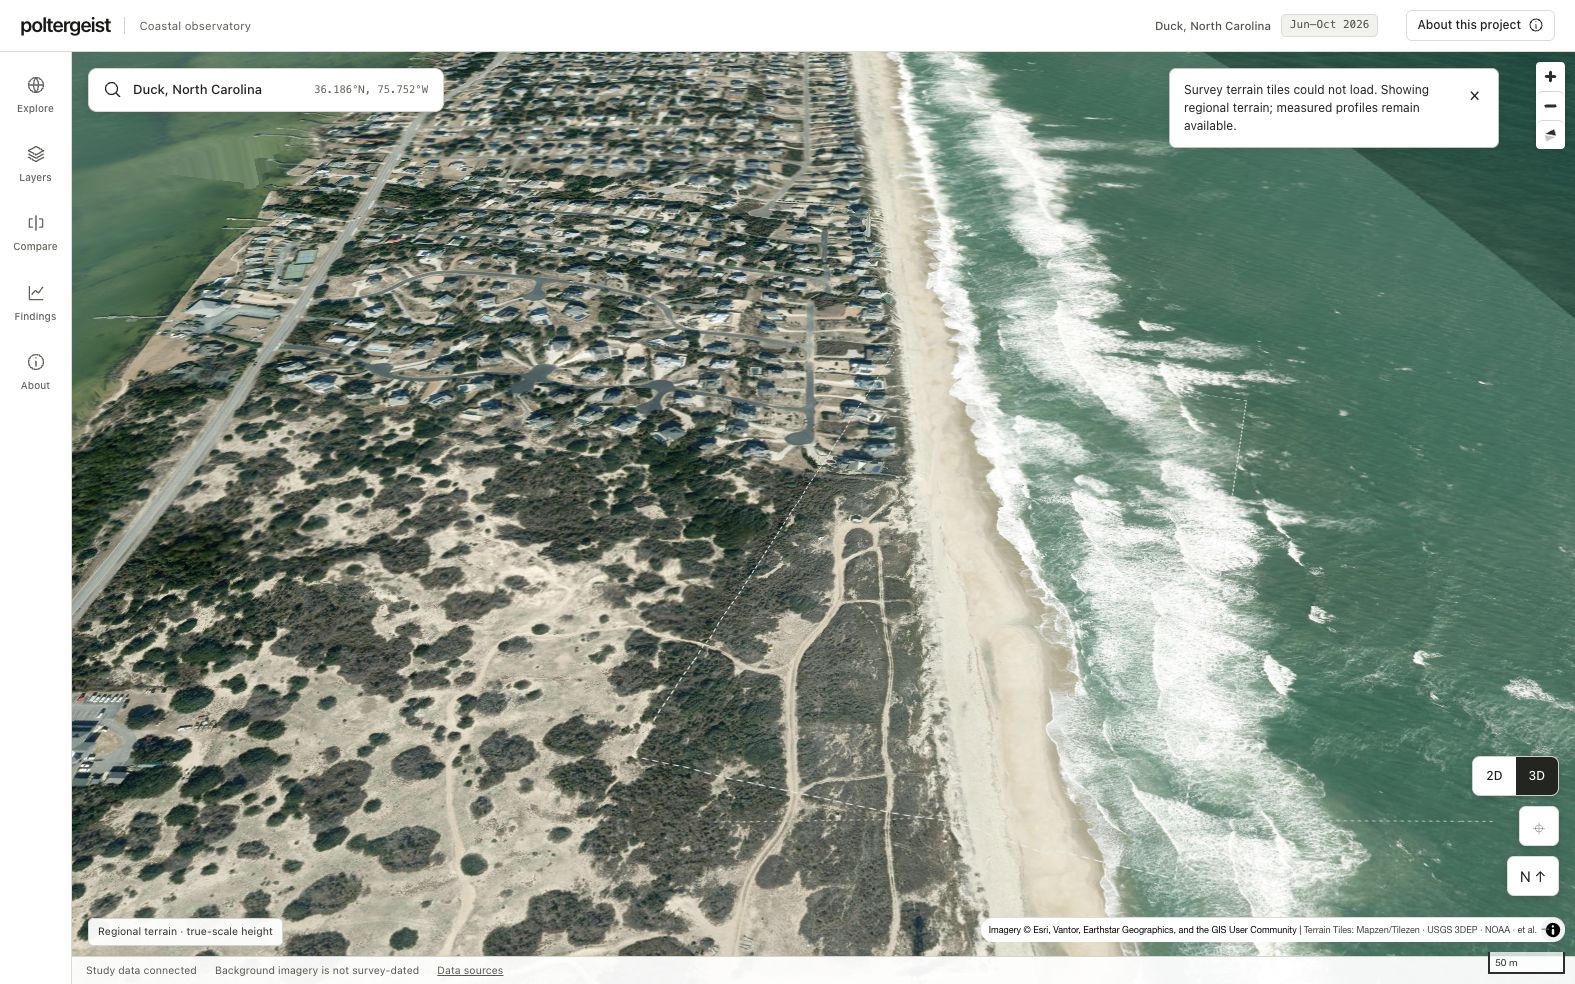 poltergeist
Coastal observatory
Duck, North Carolina
Jun–Oct 2026
About this project
Explore
Layers
Compare
Findings
About
Duck, North Carolina
36.186°N, 75.752°W
Survey terrain tiles could not load. Showing
regional terrain; measured profiles remain
available.
2D
3D
N ↑
Regional terrain · true-scale height
Imagery © Esri, Vantor, Earthstar Geographics, and the GIS User Community | Terrain Tiles: Mapzen/Tilezen · USGS 3DEP · NOAA · et al.
50 m
Study data connected
Background imagery is not survey-dated
Data sources